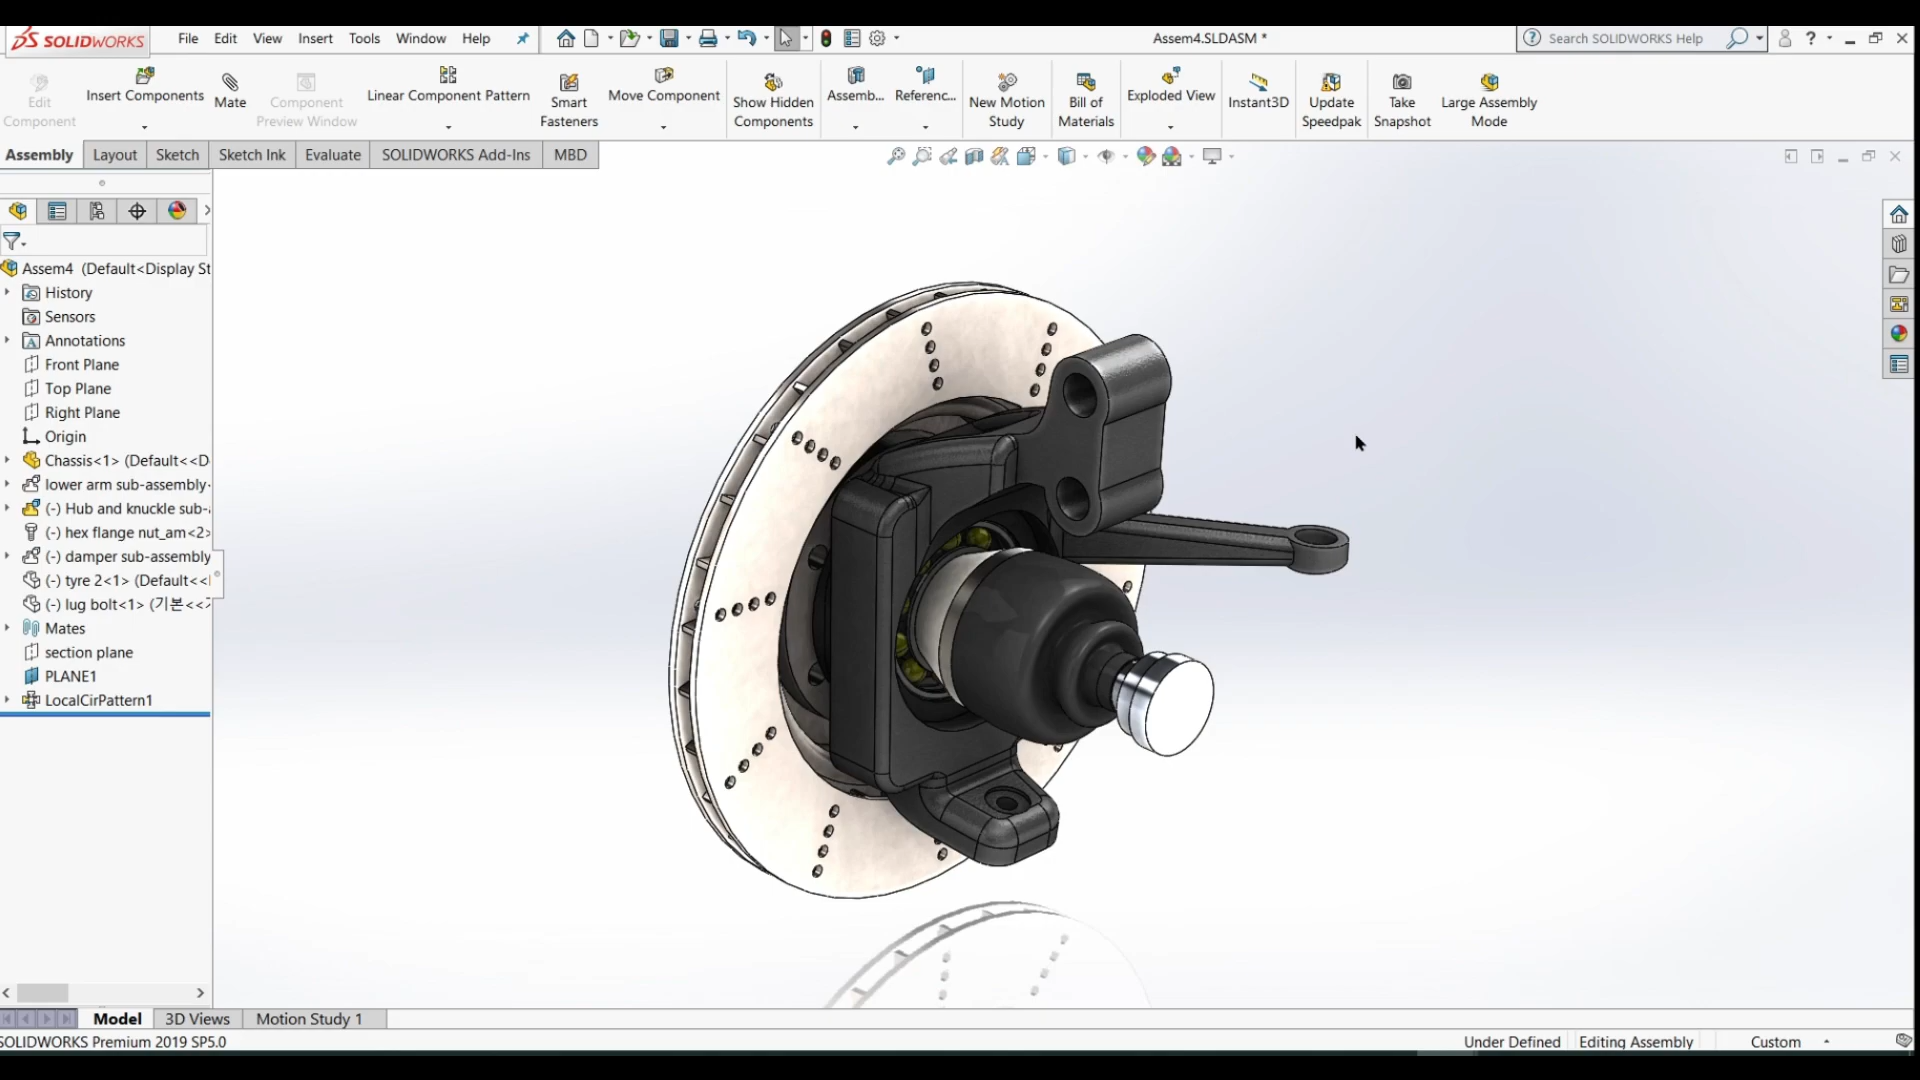 SOLIDWORKS File Edit View Insert Tools Window Help Assem4.SLDASM * Search SOLIDWORKS Help
Edit Component
Insert Components
Mate
Component Preview Window
Linear Component Pattern
Smart Fasteners
Move Component
Show Hidden Components
Assemb...
Referenc...
New Motion Study
Bill of Materials
Exploded View
Instant3D
Update Speedpak
Take Snapshot
Large Assembly Mode
Assembly Layout Sketch Sketch Ink Evaluate SOLIDWORKS Add-Ins MBD
Assem4 (Default<Display St
History
Sensors
Annotations
Front Plane
Top Plane
Right Plane
Origin
Chassis<1> (Default<<D
lower arm sub-assembly
(-) Hub and knuckle sub-
(-) hex flange nut_am<2>
(-) damper sub-assembly
(-) tyre 2<1> (Default<<
(-) lug bolt<1> (기본<<
Mates
section plane
PLANE1
LocalCirPattern1
Model 3D Views Motion Study 1
SOLIDWORKS Premium 2019 SP5.0 Under Defined Editing Assembly Custom